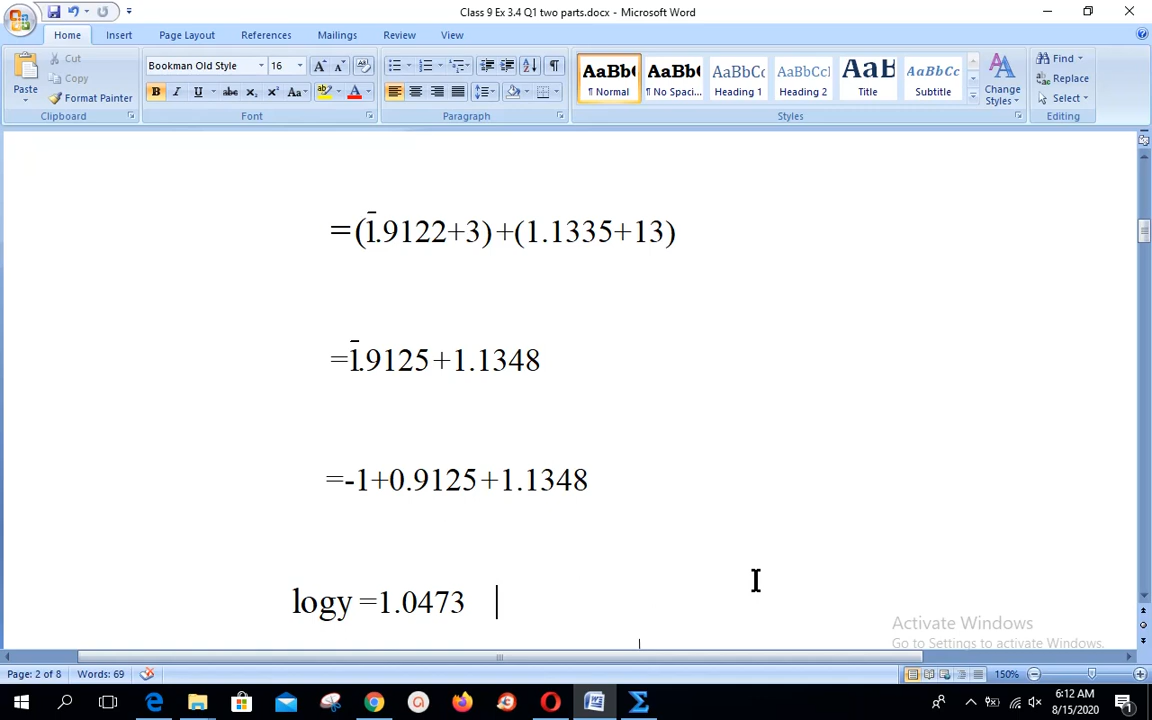 Class 9 Ex 3.4 Q1 two parts.docx - Microsoft Word
Home Insert Page Layout References Mailings Review View
Paste
Cut
Copy
Format Painter
Clipboard
Bookman Old Style 16
Font
Paragraph
AaBb( AaBb( AaBbC( AaBbCcI AaB AaBbCc
¶ Normal ¶ No Spaci... Heading 1 Heading 2 Title Subtitle
Change Styles
Styles
Find
Replace
Select
Editing
=(1̄.9122+3)+(1.1335+13)
=1̄.9125+1.1348
=-1+0.9125+1.1348
logy =1.0473
Activate Windows
Go to Settings to activate Windows.
Page: 2 of 8 Words: 69 150%
6:12 AM
8/15/2020